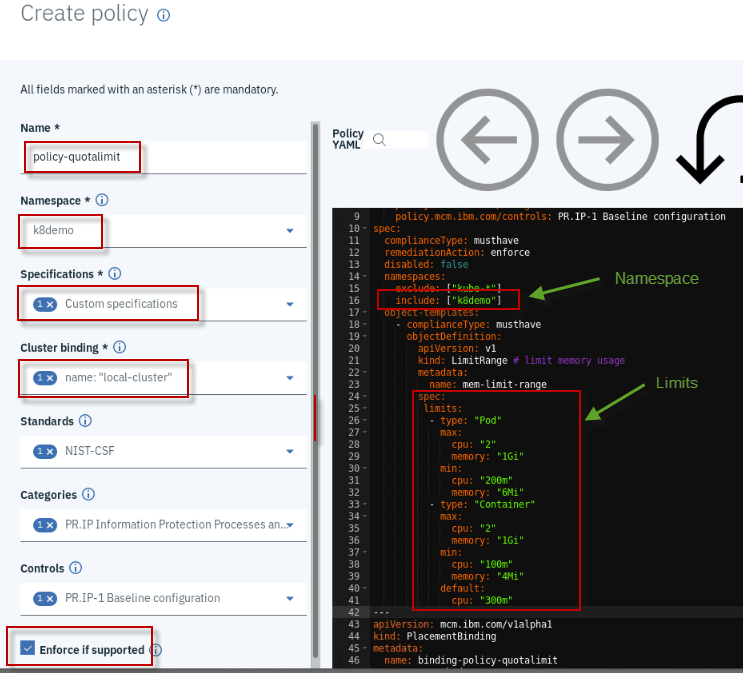 Create policy
All fields marked with an asterisk (*) are mandatory.
Name *
policy-quotalimit
Namespace *
k8demo
Specifications *
1 × Custom specifications
Cluster binding *
1 × name: "local-cluster"
Standards
1 × NIST-CSF
Categories
1 × PR.IP Information Protection Processes an...
Controls
1 × PR.IP-1 Baseline configuration
Enforce if supported
Policy
YAML
9 policy.mcm.ibm.com/controls: PR.IP-1 Baseline configuration
10 spec:
11 complianceType: musthave
12 remediationAction: enforce
13 disabled: false
14 namespaces:
15 exclude: ["kube-*"]
16 include: ["k8demo"]
17 object-templates:
18 - complianceType: musthave
19 objectDefinition:
20 apiVersion: v1
21 kind: LimitRange # limit memory usage
22 metadata:
23 name: mem-limit-range
24 spec:
25 limits:
26 - type: "Pod"
27 max:
28 cpu: "2"
29 memory: "1Gi"
30 min:
31 cpu: "200m"
32 memory: "6Mi"
33 - type: "Container"
34 max:
35 cpu: "2"
36 memory: "1Gi"
37 min:
38 cpu: "100m"
39 memory: "4Mi"
40 default:
41 cpu: "300m"
42 ---
43 apiVersion: mcm.ibm.com/v1alpha1
44 kind: PlacementBinding
45 metadata:
46 name: binding-policy-quotalimit
Namespace
Limits